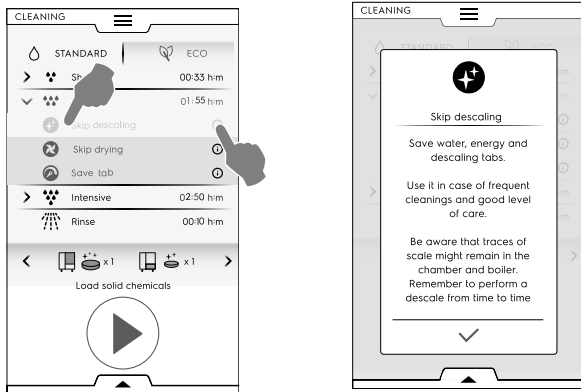 CLEANING
STANDARD ECO
00:33 h:m
01:55 h:m
Skip descaling
Skip drying
Save tab
Intensive 02:50 h:m
Rinse 00:10 h:m
x 1 x 1
Load solid chemicals
CLEANING
STANDARD
Skip descaling
Save water, energy and
descaling tabs.
Use it in case of frequent
cleanings and good level
of care.
Be aware that traces of
scale might remain in the
chamber and boiler.
Remember to perform a
descale from time to time